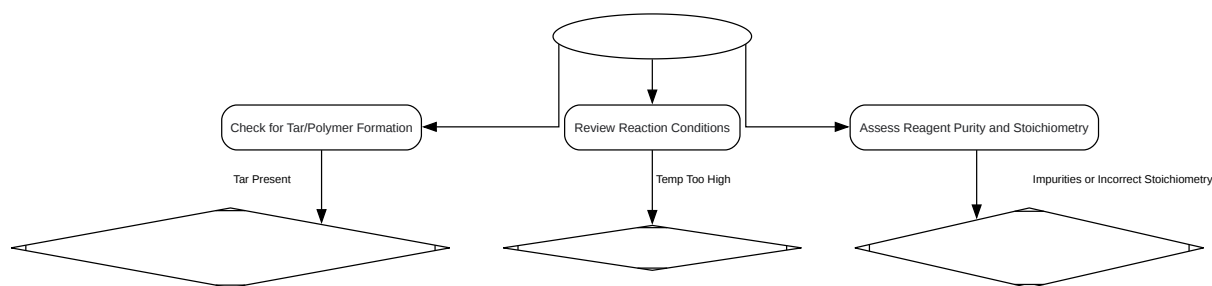 Check for Tar/Polymer Formation
Review Reaction Conditions
Assess Reagent Purity and Stoichiometry
Tar Present
Temp Too High
Impurities or Incorrect Stoichiometry